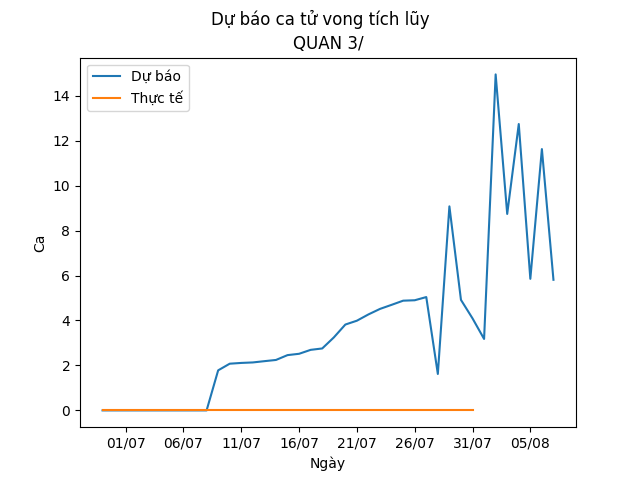 Dự báo ca tử vong tích lũy
QUAN 3/
Dự báo
Thực tế
Ca
14
12
10
8
6
4
2
0
01/07 06/07 11/07 16/07 21/07 26/07 31/07 05/08
Ngày